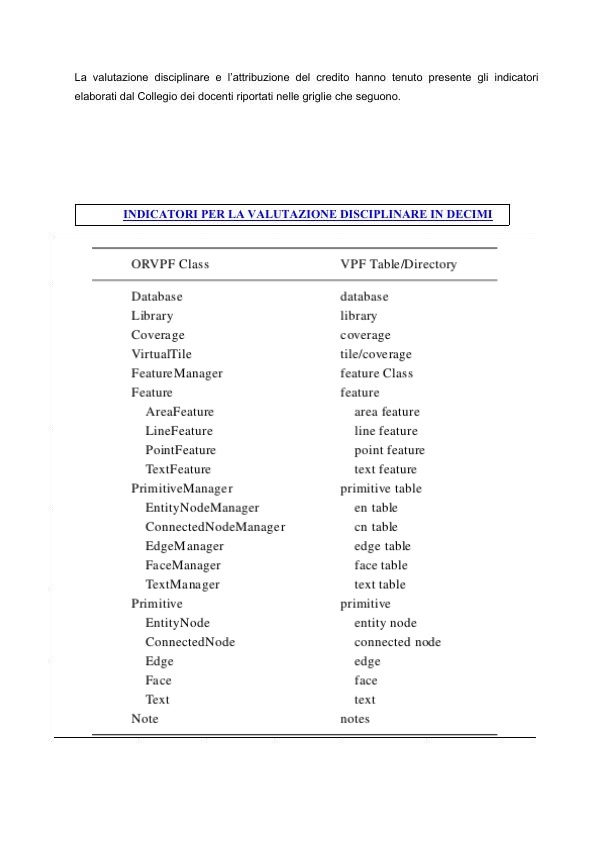 La valutazione disciplinare e l'attribuzione del credito hanno tenuto presente gli indicatori
elaborati dal Collegio dei docenti riportati nelle griglie che seguono.
INDICATORI PER LA VALUTAZIONE DISCIPLINARE IN DECIMI
ORVPF Class VPF Table/Directory
Database database
Library library
Coverage coverage
VirtualTile tile/coverage
FeatureManager feature Class
Feature feature
AreaFeature area feature
LineFeature line feature
PointFeature point feature
TextFeature text feature
PrimitiveManager primitive table
EntityNodeManager en table
ConnectedNodeManager cn table
EdgeManager edge table
FaceManager face table
TextManager text table
Primitive primitive
EntityNode entity node
ConnectedNode connected node
Edge edge
Face face
Text text
Note notes